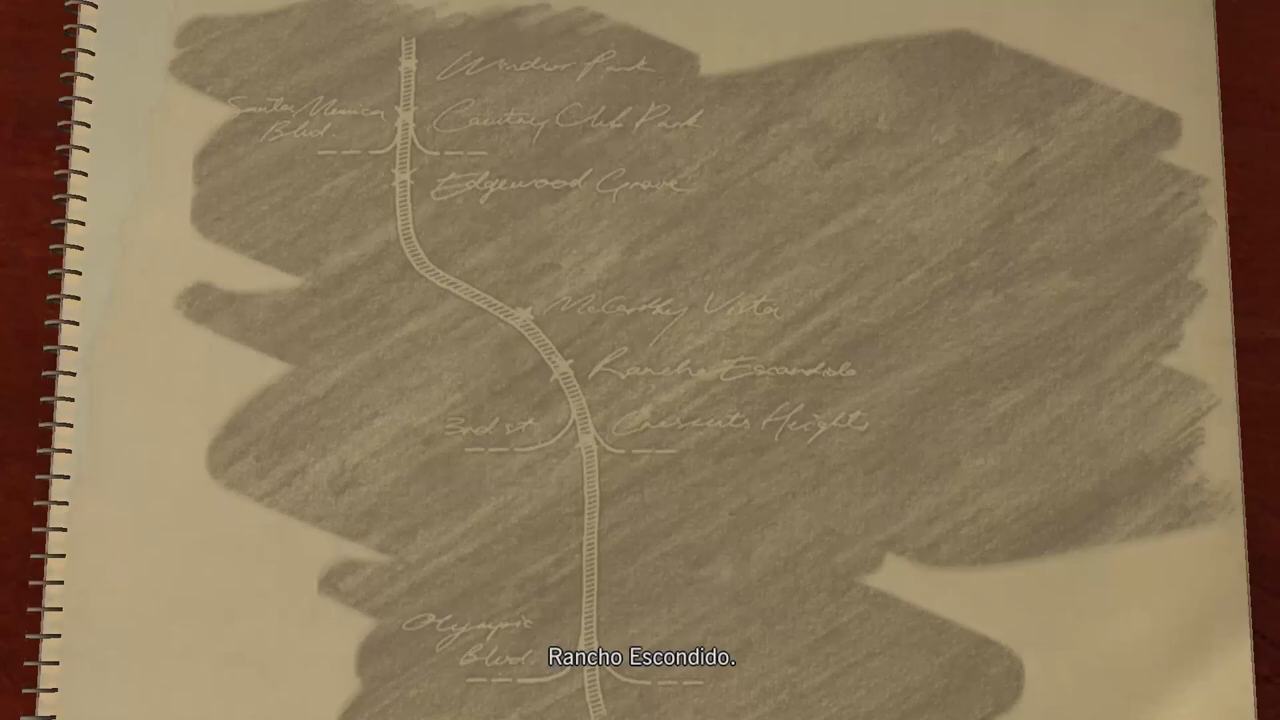 Windsor Park
Santa Monica
Blvd.
Country Club Park
Edgewood Grove
McCarthy Vista
Rancho Escondido
3rd st
Crescents Heights
Olympic
Blvd.
Rancho Escondido.